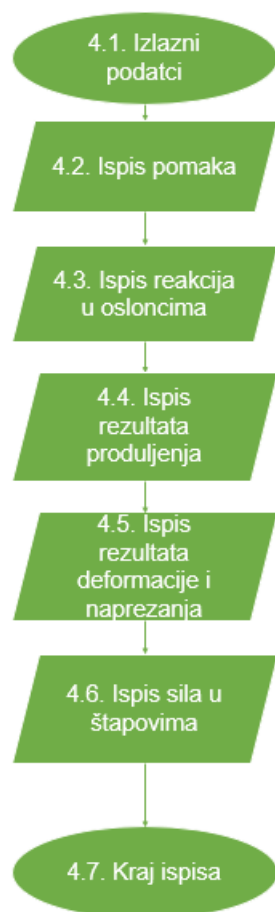 4.1. Izlazni
podatci
4.2. Ispis pomaka
4.3. Ispis reakcija
u osloncima
4.4. Ispis
rezultata
produljenja
4.5. Ispis
rezultata
deformacije i
naprezanja
4.6. Ispis sila u
štapovima
4.7. Kraj ispisa